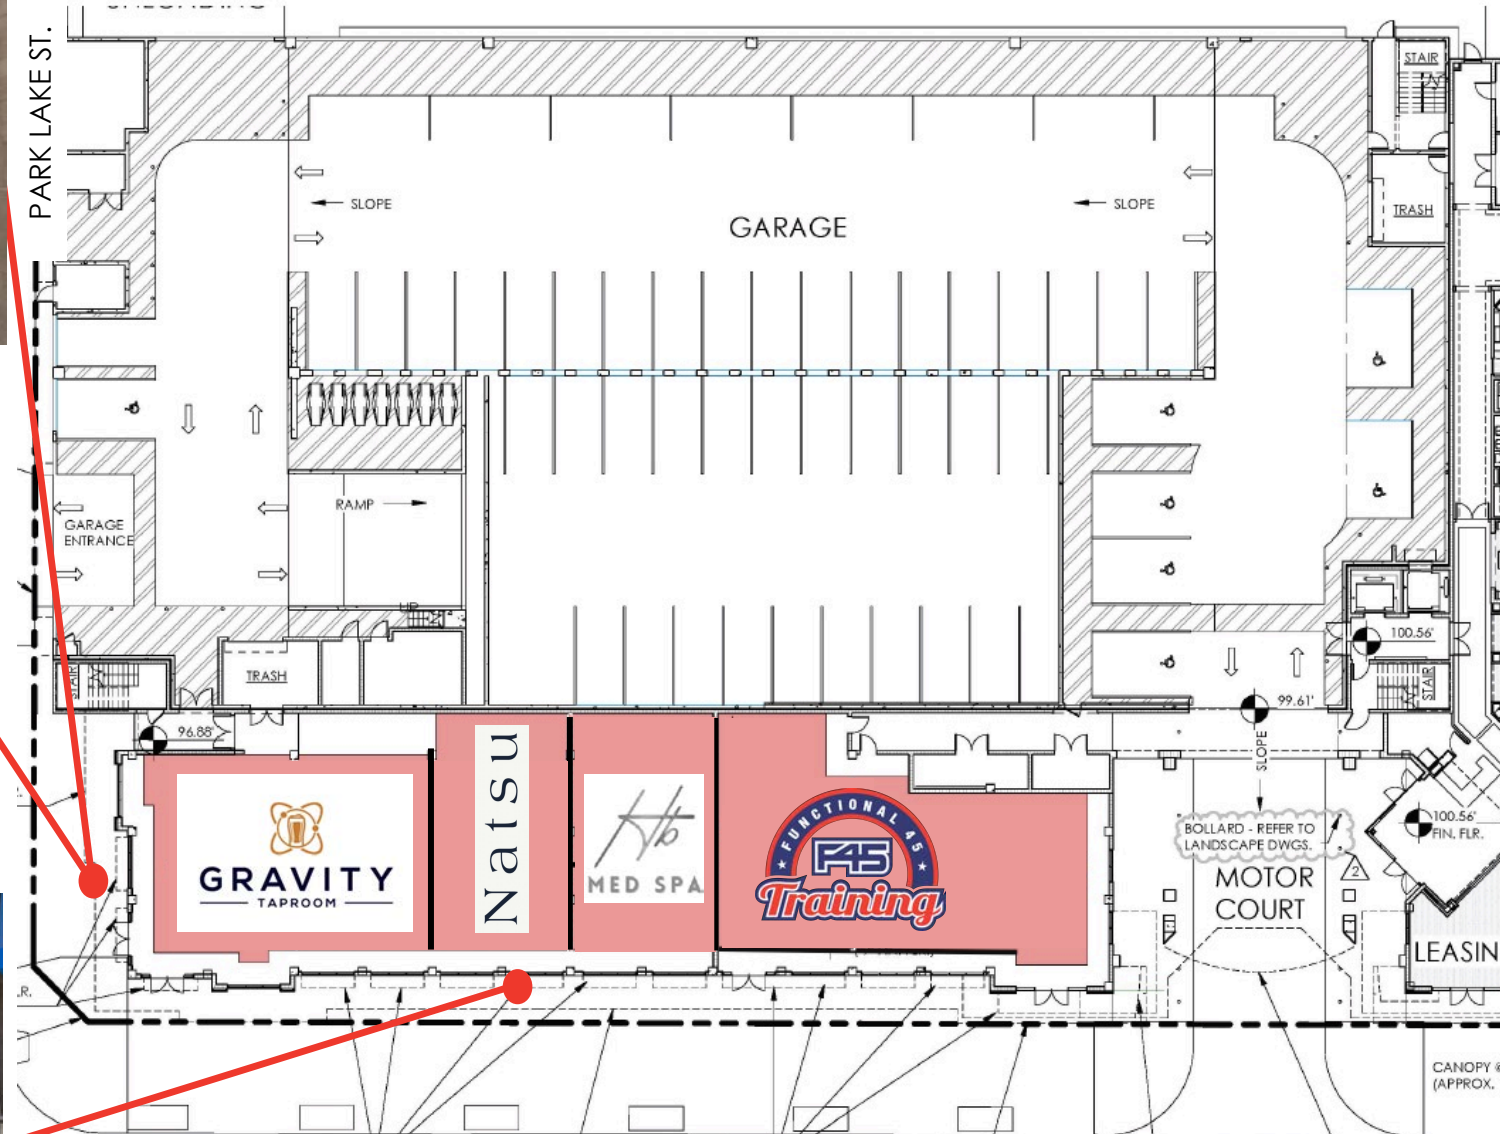 PARK LAKE ST.
STAIR
SLOPE
SLOPE
TRASH
GARAGE
RAMP
GARAGE
ENTRANCE
UP
100.56'
TRASH
STAIR
STAIR
99.61'
96.88'
SLOPE
GRAVITY
TAPROOM
Natsu
MED SPA
FUNCTIONAL 45
F45
Training
BOLLARD - REFER TO
LANDSCAPE DWGS.
100.56'
FIN. FLR.
2
MOTOR
COURT
LEASIN
CANOPY
(APPROX.